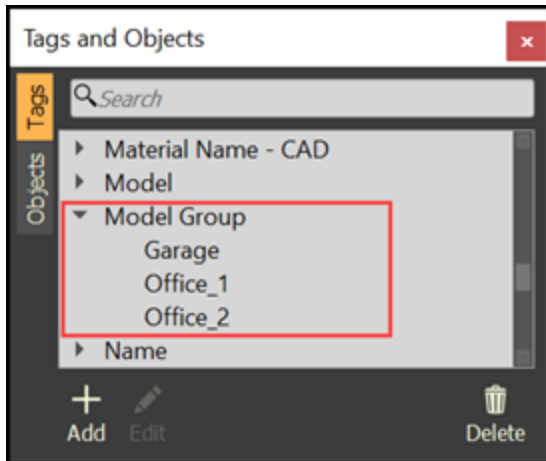 Tags and Objects
Tags
Objects
Search
Material Name - CAD
Model
Model Group
Garage
Office_1
Office_2
Name
Add
Edit
Delete